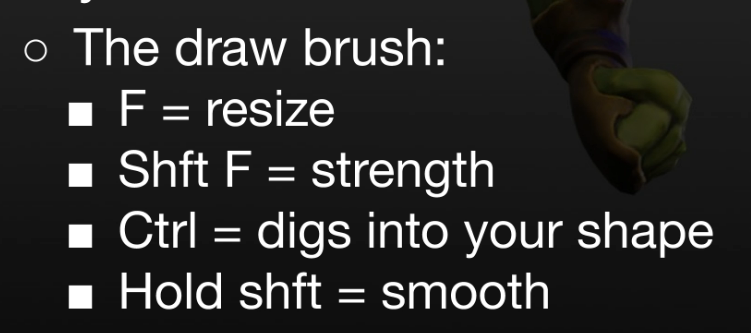 ○ The draw brush:
■ F = resize
■ Shft F = strength
■ Ctrl = digs into your shape
■ Hold shft = smooth